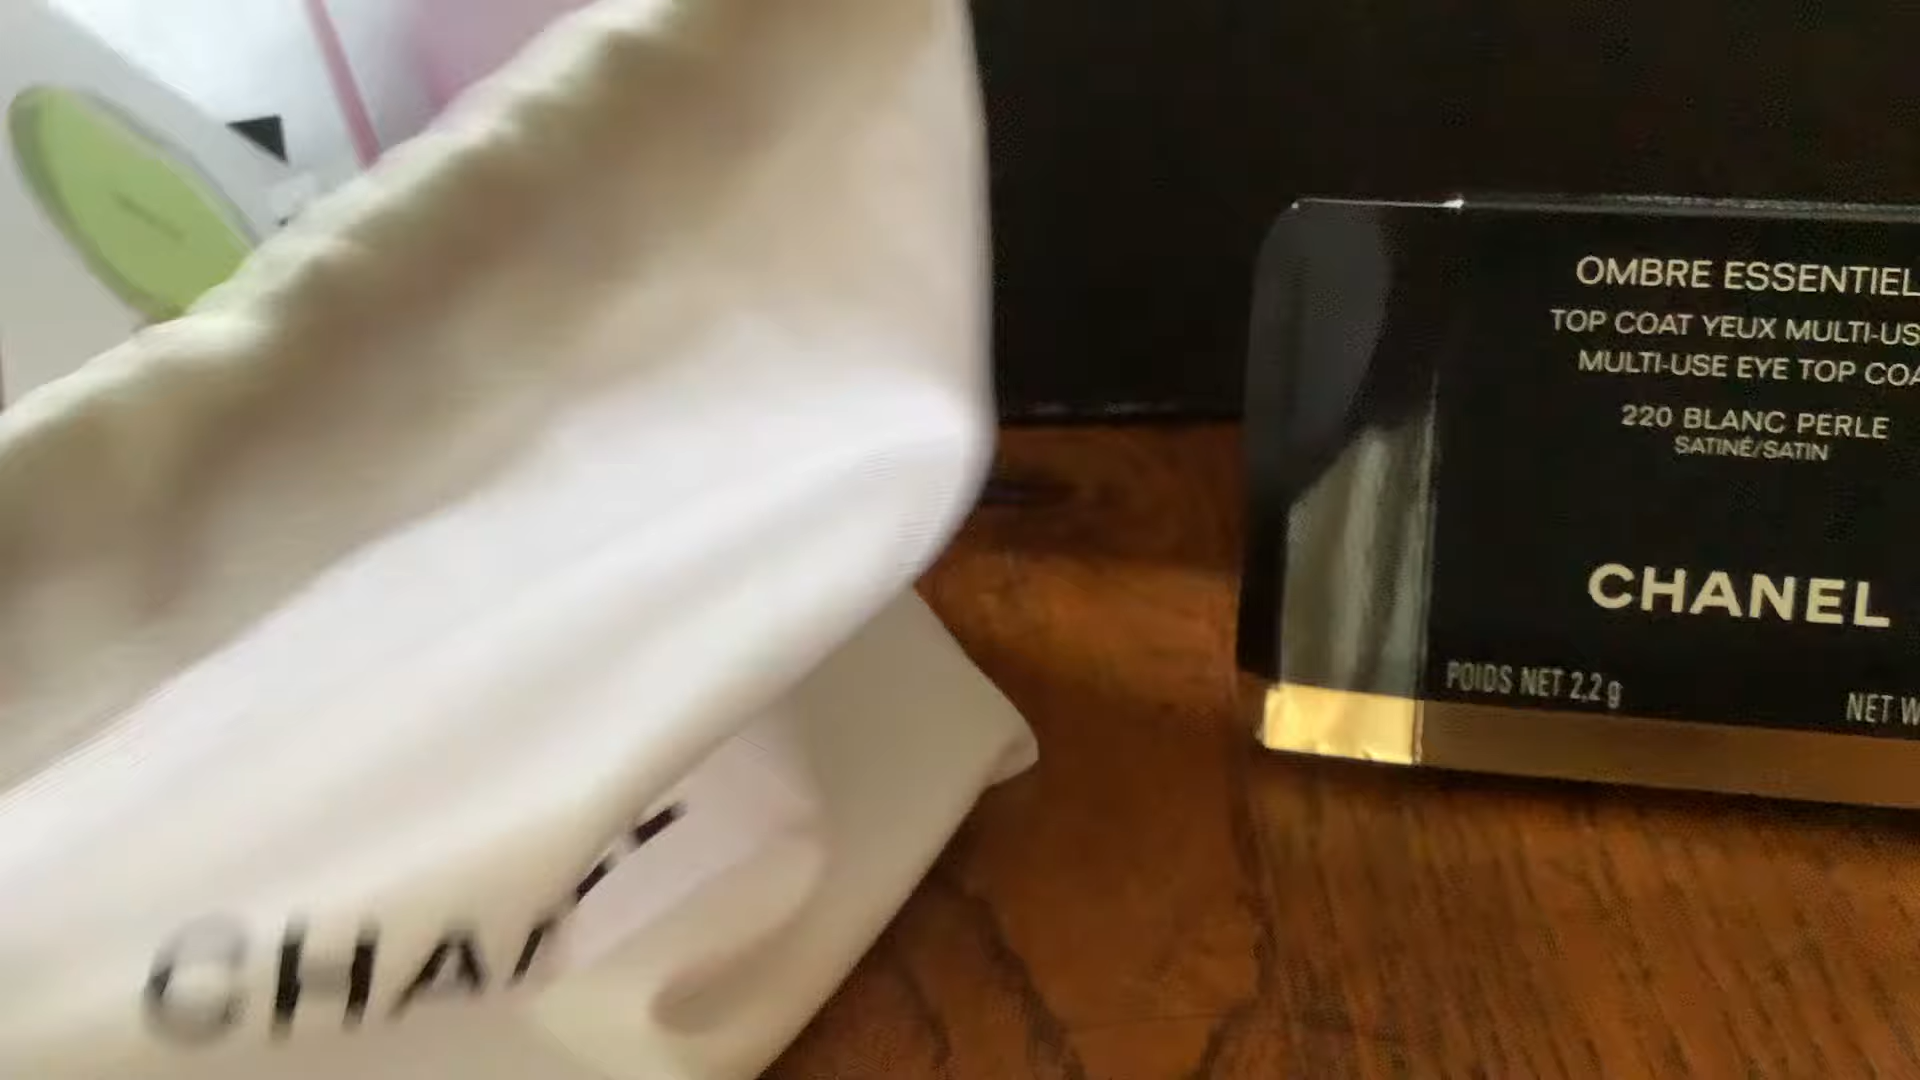 OMBRE ESSENTIEL
TOP COAT YEUX MULTI-US
MULTI-USE EYE TOP COA
220 BLANC PERLE
SATINÉ/SATIN
CHANEL
POIDS NET 2,2 g
NET W
CHA